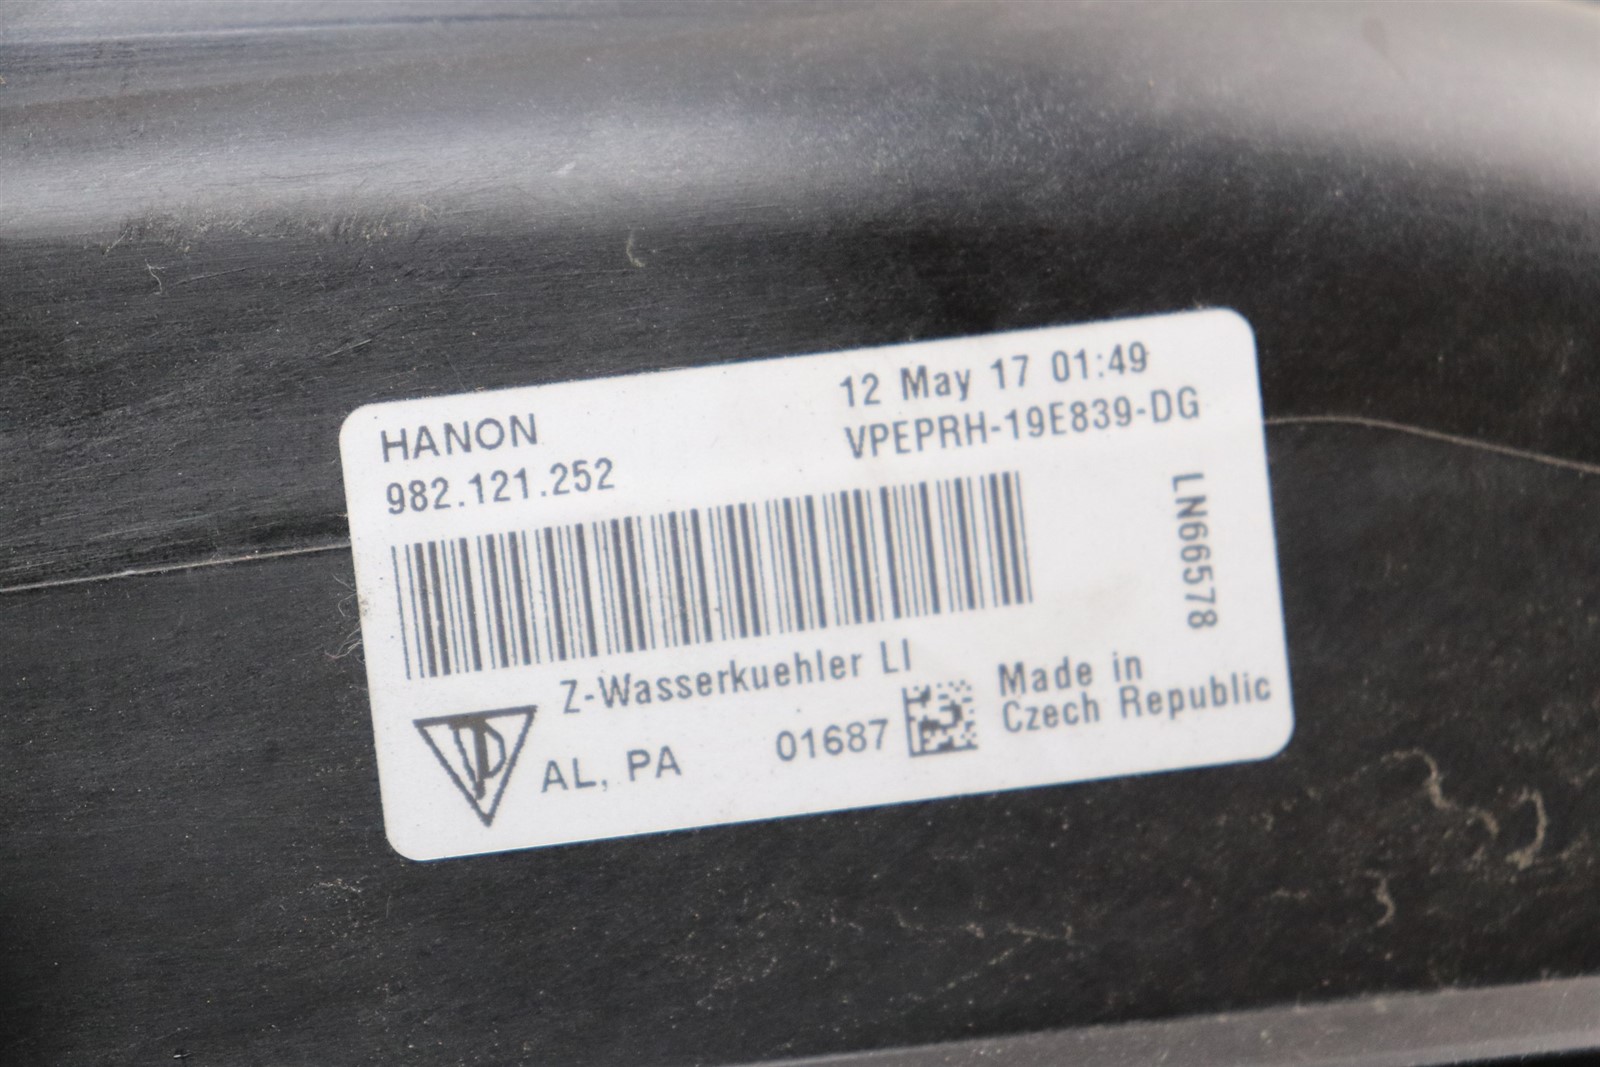 HANON
982.121.252
12 May 17 01:49
VPEPRH-19E839-DG
LN66578
Z-Wasserkuehler LI
AL, PA
01687
Made in
Czech Republic